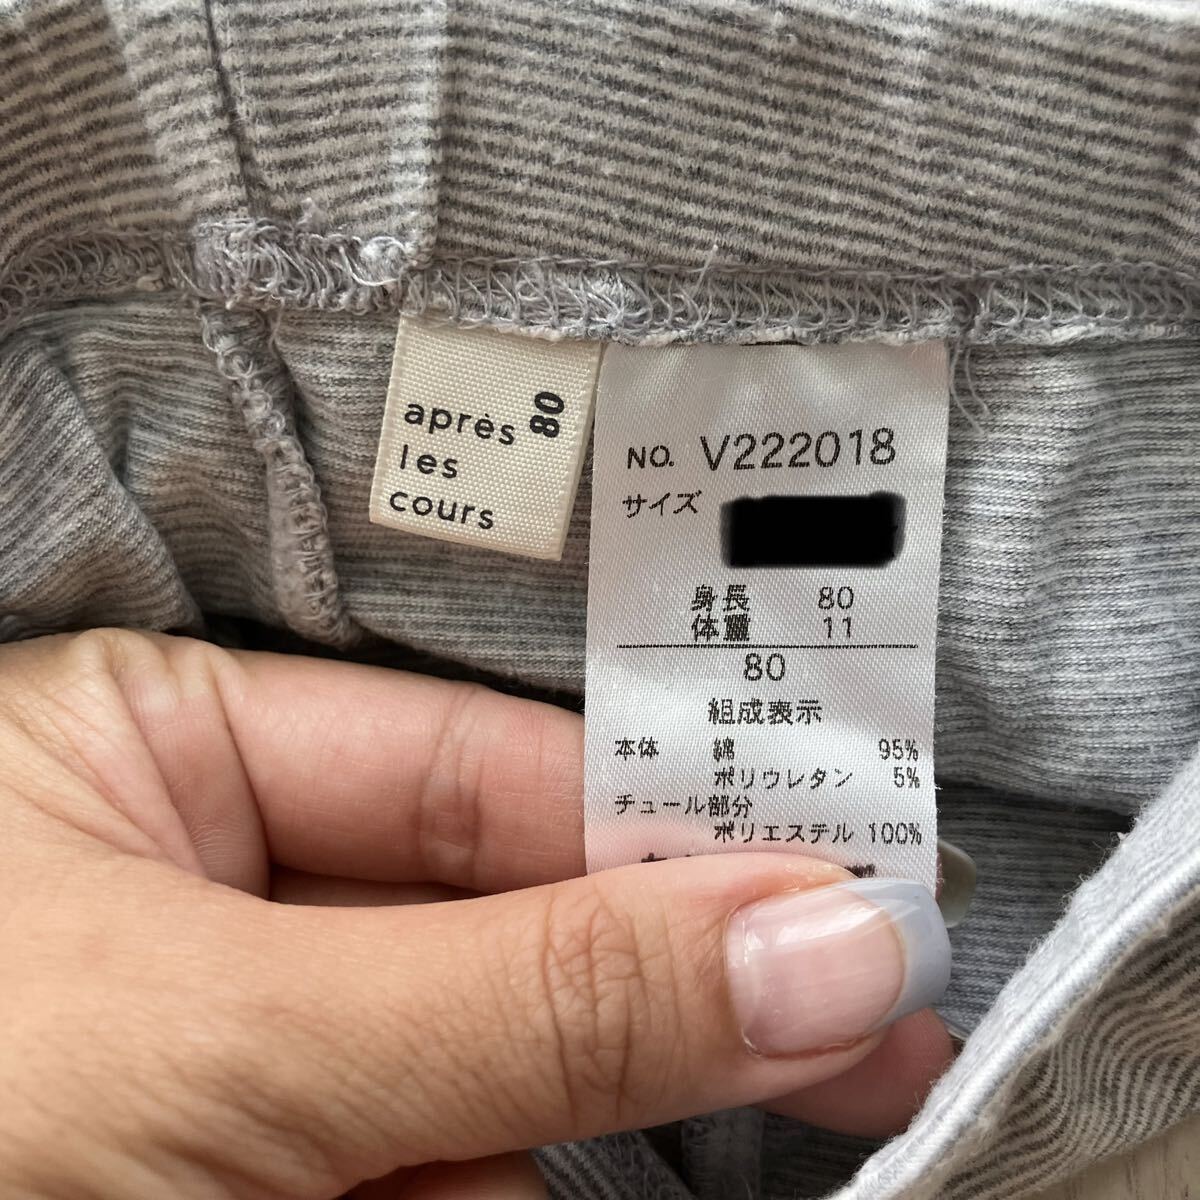 après
les
cours
80
NO. V222018
サイズ
身長 80
体重 11
80
組成表示
本体 綿 95%
ポリウレタン 5%
チュール部分
ポリエステル 100%